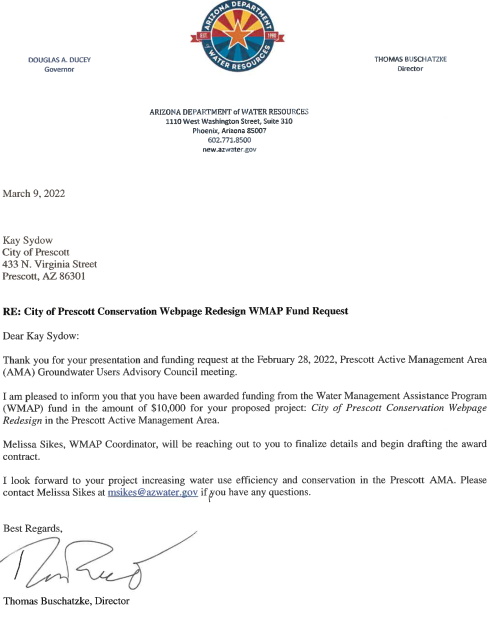 ARIZONA DEPARTMENT
EST 1980
WATER RESOURCES
DOUGLAS A. DUCEY
Governor
THOMAS BUSCHATZKE
Director
ARIZONA DEPARTMENT of WATER RESOURCES
1110 West Washington Street, Suite 310
Phoenix, Arizona 85007
602.771.8500
new.azwater.gov
March 9, 2022
Kay Sydow
City of Prescott
433 N. Virginia Street
Prescott, AZ 86301
RE: City of Prescott Conservation Webpage Redesign WMAP Fund Request
Dear Kay Sydow:
Thank you for your presentation and funding request at the February 28, 2022, Prescott Active Management Area
(AMA) Groundwater Users Advisory Council meeting.
I am pleased to inform you that you have been awarded funding from the Water Management Assistance Program
(WMAP) fund in the amount of $10,000 for your proposed project: City of Prescott Conservation Webpage
Redesign in the Prescott Active Management Area.
Melissa Sikes, WMAP Coordinator, will be reaching out to you to finalize details and begin drafting the award
contract.
I look forward to your project increasing water use efficiency and conservation in the Prescott AMA. Please
contact Melissa Sikes at msikes@azwater.gov if you have any questions.
Best Regards,
Thomas Buschatzke, Director